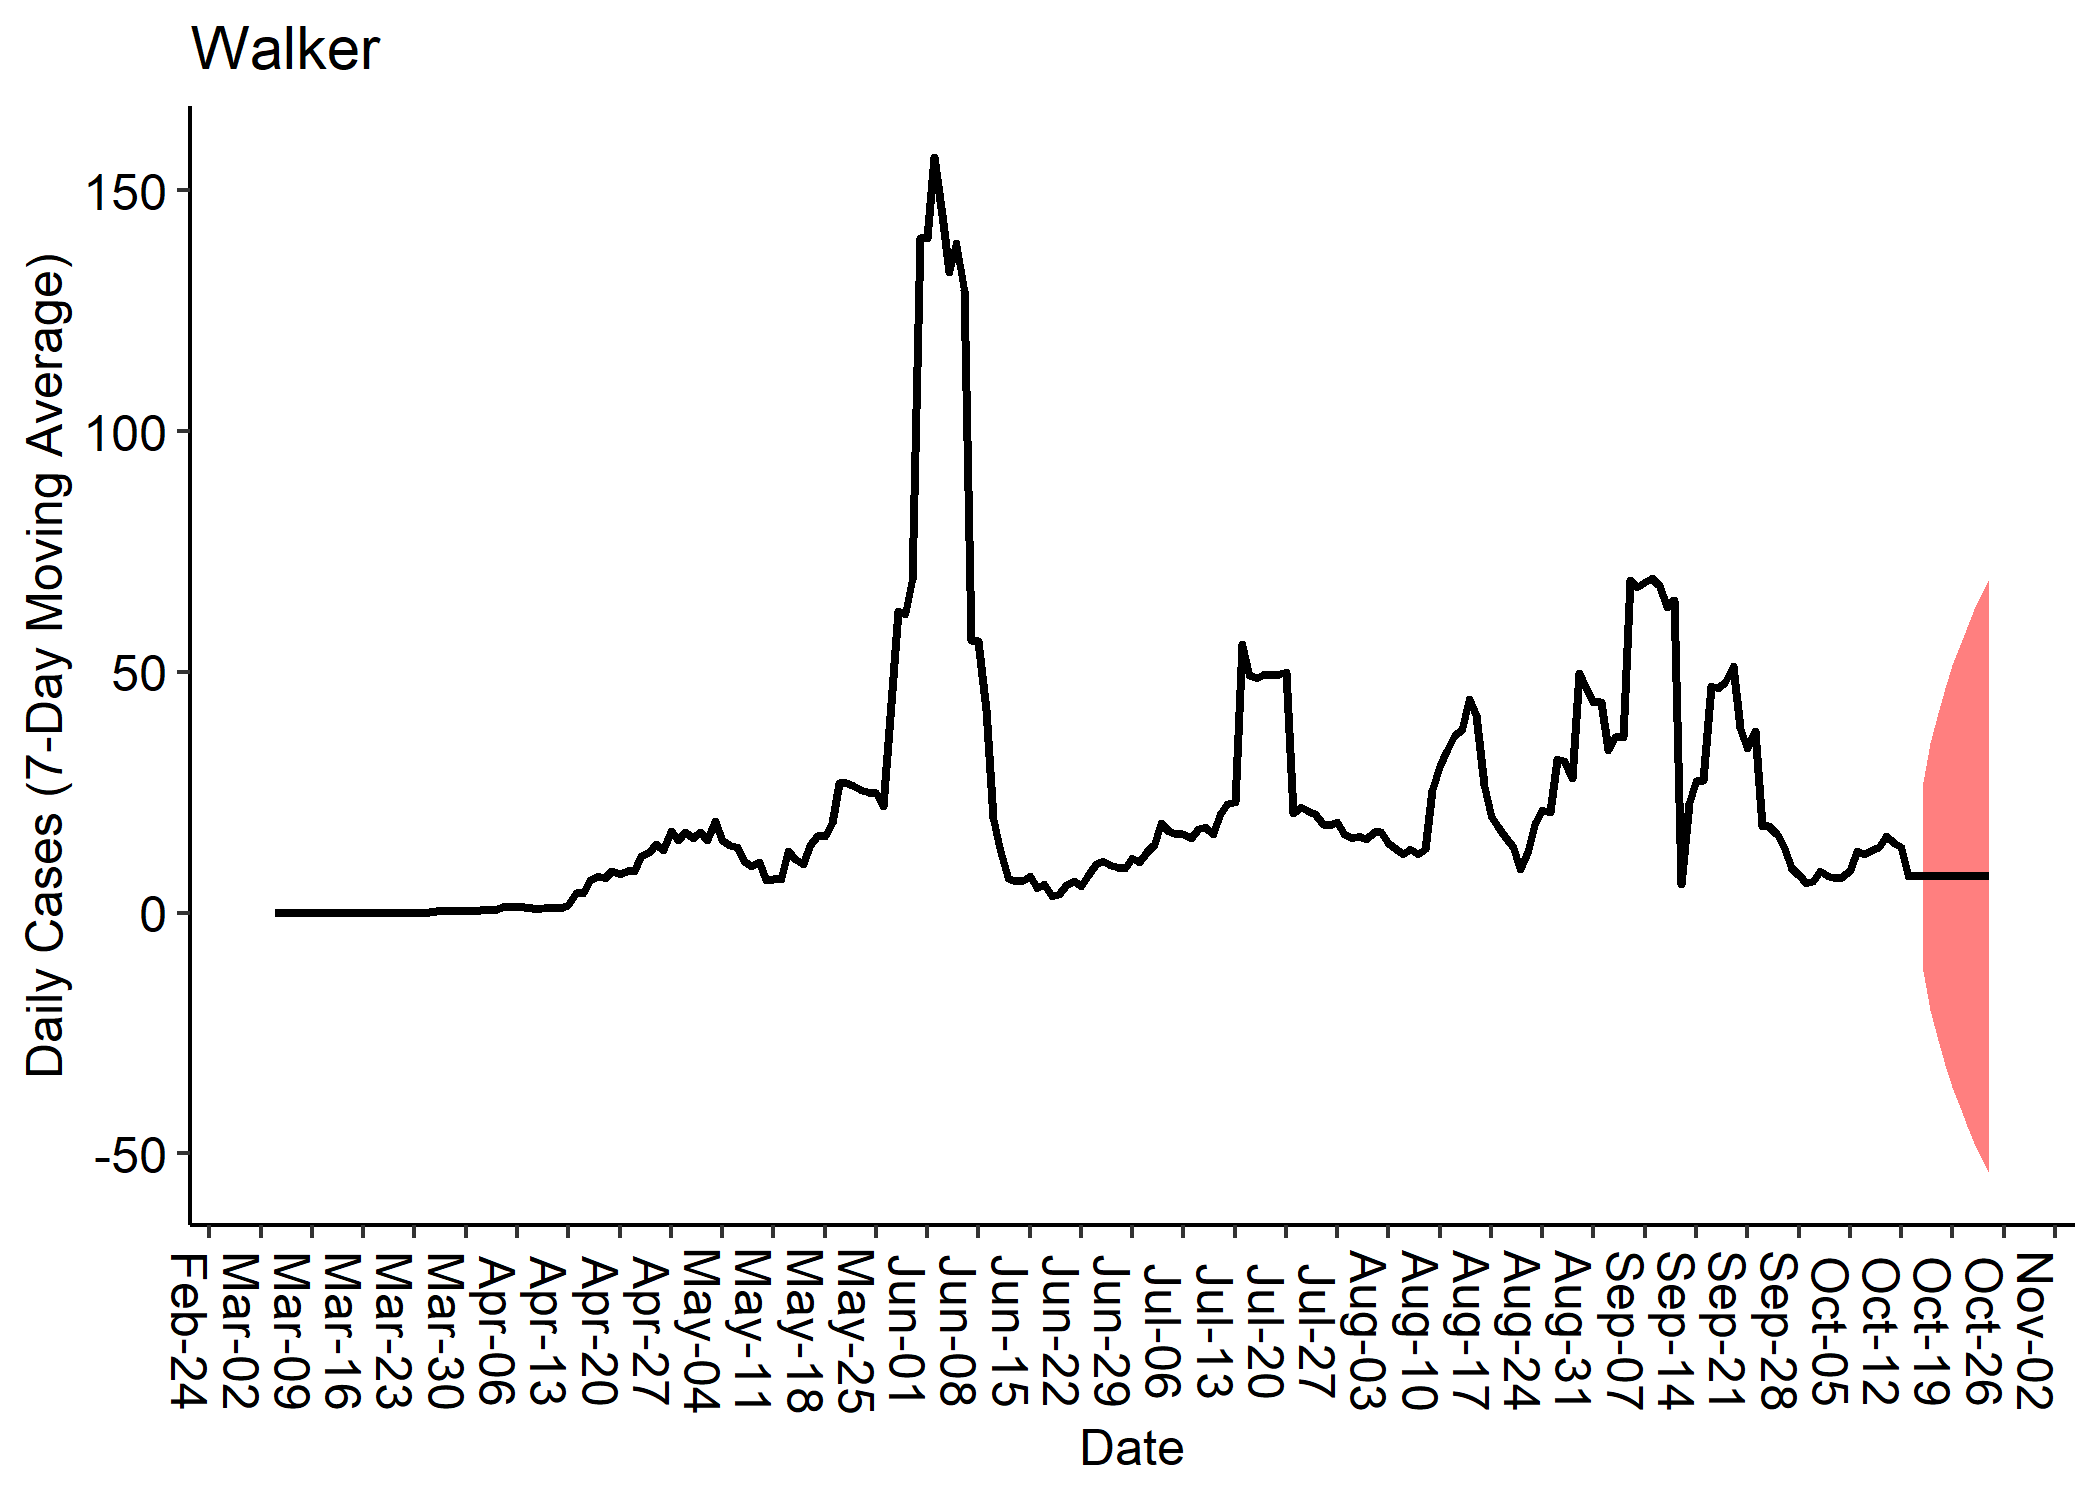 Walker
Daily Cases (7-Day Moving Average)
150
100
50
0
-50
Feb-24
Mar-02
Mar-09
Mar-16
Mar-23
Mar-30
Apr-06
Apr-13
Apr-20
Apr-27
May-04
May-11
May-18
May-25
Jun-01
Jun-08
Jun-15
Jun-22
Jun-29
Jul-06
Jul-13
Jul-20
Jul-27
Aug-03
Aug-10
Aug-17
Aug-24
Aug-31
Sep-07
Sep-14
Sep-21
Sep-28
Oct-05
Oct-12
Oct-19
Oct-26
Nov-02
Date